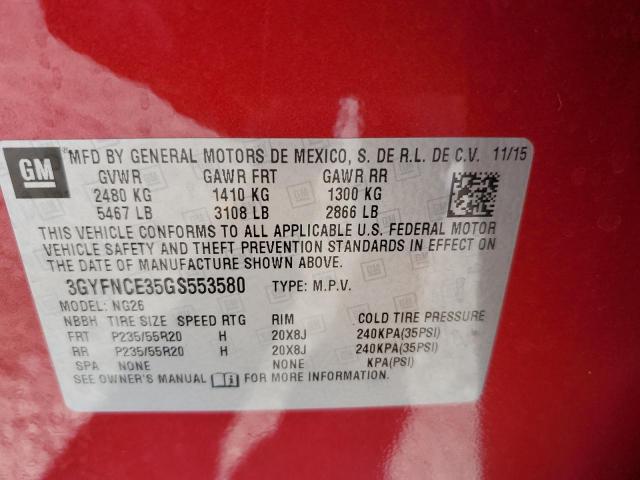 GM
MFD BY GENERAL MOTORS DE MEXICO, S. DE R.L. DE C.V. 11/15
GVWR GAWR FRT GAWR RR
2480 KG 1410 KG 1300 KG
5467 LB 3108 LB 2866 LB
THIS VEHICLE CONFORMS TO ALL APPLICABLE U.S. FEDERAL MOTOR
VEHICLE SAFETY AND THEFT PREVENTION STANDARDS IN EFFECT ON
THE DATE OF MANUFACTURE SHOWN ABOVE.
3GYFNCE35GS553580 TYPE: M.P.V.
MODEL: NG26
NBBH TIRE SIZE SPEED RTG RIM COLD TIRE PRESSURE
FRT P235/55R20 H 20X8J 240KPA(35PSI)
RR P235/55R20 H 20X8J 240KPA(35PSI)
SPA NONE NONE KPA(PSI)
SEE OWNER'S MANUAL FOR MORE INFORMATION.